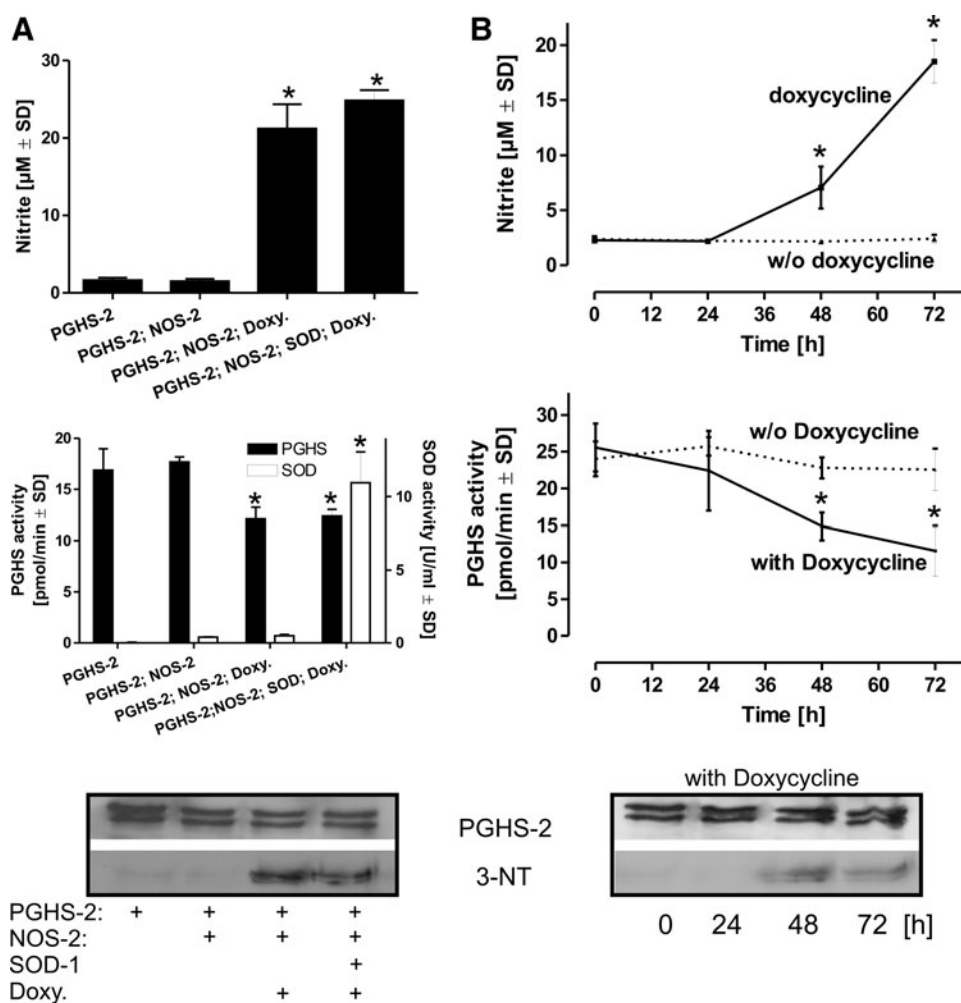 A
Nitrite [µM ± SD]
30
20
10
0
*
*
PGHS-2
PGHS-2; NOS-2
PGHS-2; NOS-2; Doxy.
PGHS-2; NOS-2; SOD; Doxy.
B
Nitrite [µM ± SD]
20
15
10
5
0
doxycycline
*
*
w/o doxycycline
0 12 24 36 48 60 72
Time [h]
PGHS activity
[pmol/min ± SD]
20
15
10
5
0
PGHS
SOD
*
*
*
10
5
0
SOD activity [U/ml ± SD]
PGHS-2
PGHS-2; NOS-2
PGHS-2; NOS-2; Doxy.
PGHS-2;NOS-2; SOD; Doxy.
PGHS activity
[pmol/min ± SD]
30
25
20
15
10
5
0
w/o Doxycycline
*
*
with Doxycycline
0 12 24 36 48 60 72
Time [h]
with Doxycycline
PGHS-2
3-NT
PGHS-2: + + + +
NOS-2: + + +
SOD-1 +
Doxy. + +
0 24 48 72 [h]